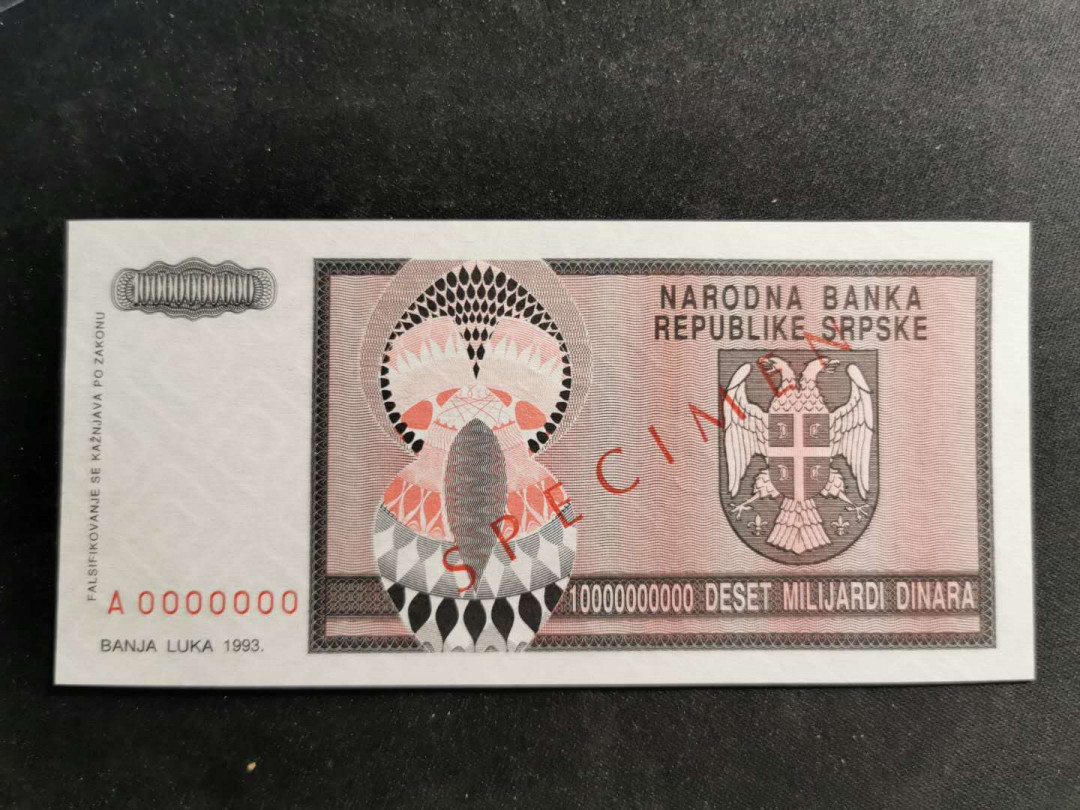 10000000000
NARODNA BANKA
REPUBLIKE SRPSKE
SPECIMEN
FALSIFIKOVANJE SE KAŽNJAVA PO ZAKONU
A 0000000
10000000000 DESET MILIJARDI DINARA
BANJA LUKA 1993.